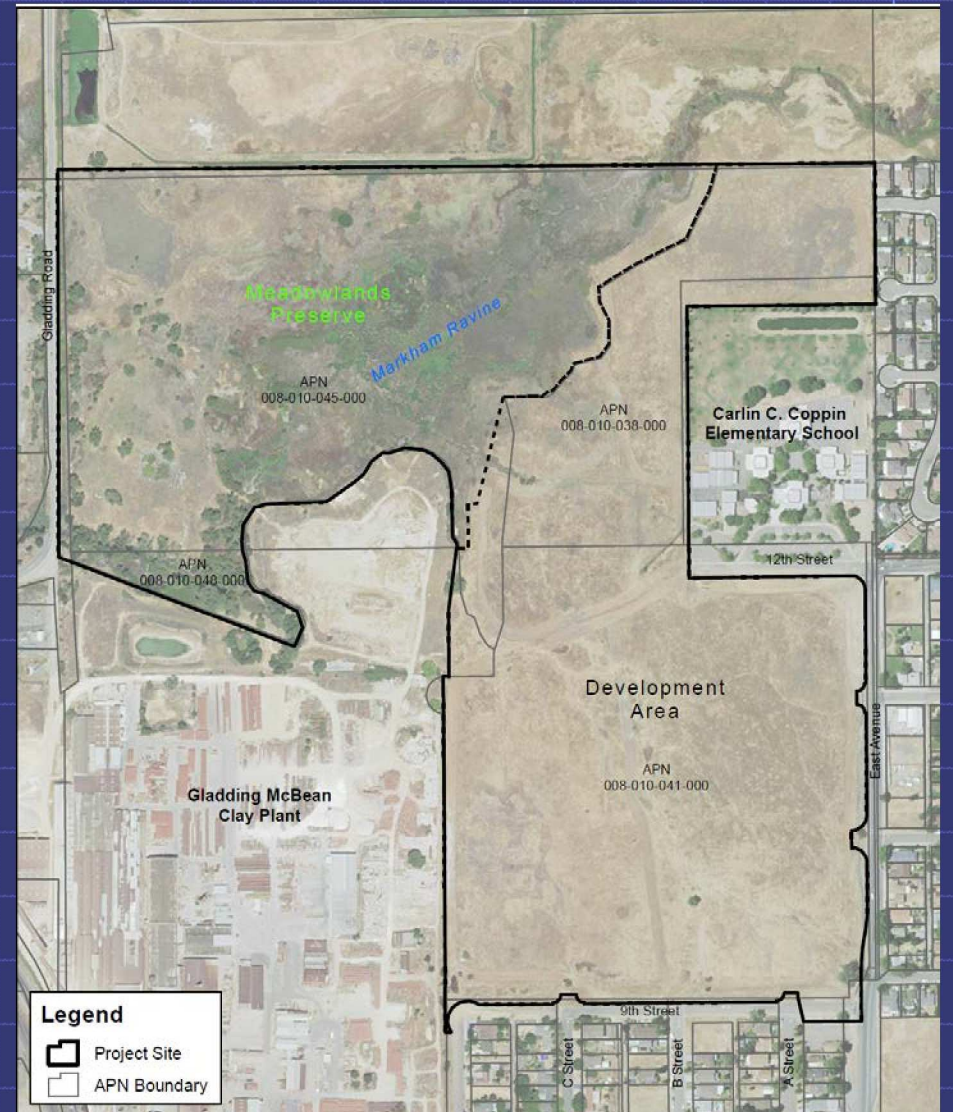 Gladding Road
Meadowlands
Preserve
Markham Ravine
APN
008-010-045-000
APN
008-010-038-000
Carlin C. Coppin
Elementary School
12th Street
APN
008-010-048-000
Development
Area
APN
008-010-041-000
East Avenue
Gladding McBean
Clay Plant
9th Street
C Street
B Street
A Street
Legend
Project Site
APN Boundary